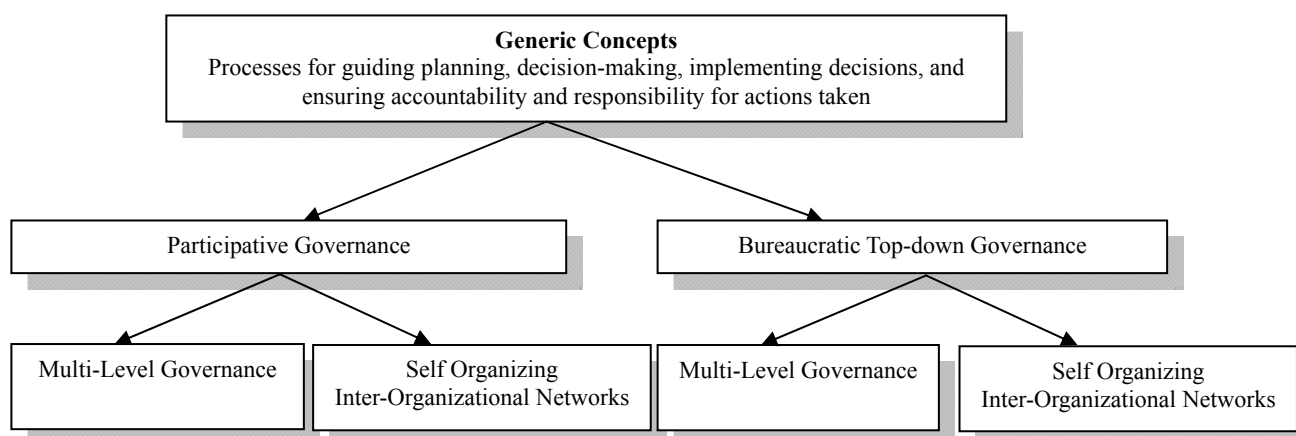 Generic Concepts
Processes for guiding planning, decision-making, implementing decisions, and
ensuring accountability and responsibility for actions taken
Participative Governance
Bureaucratic Top-down Governance
Multi-Level Governance
Self Organizing
Inter-Organizational Networks
Multi-Level Governance
Self Organizing
Inter-Organizational Networks